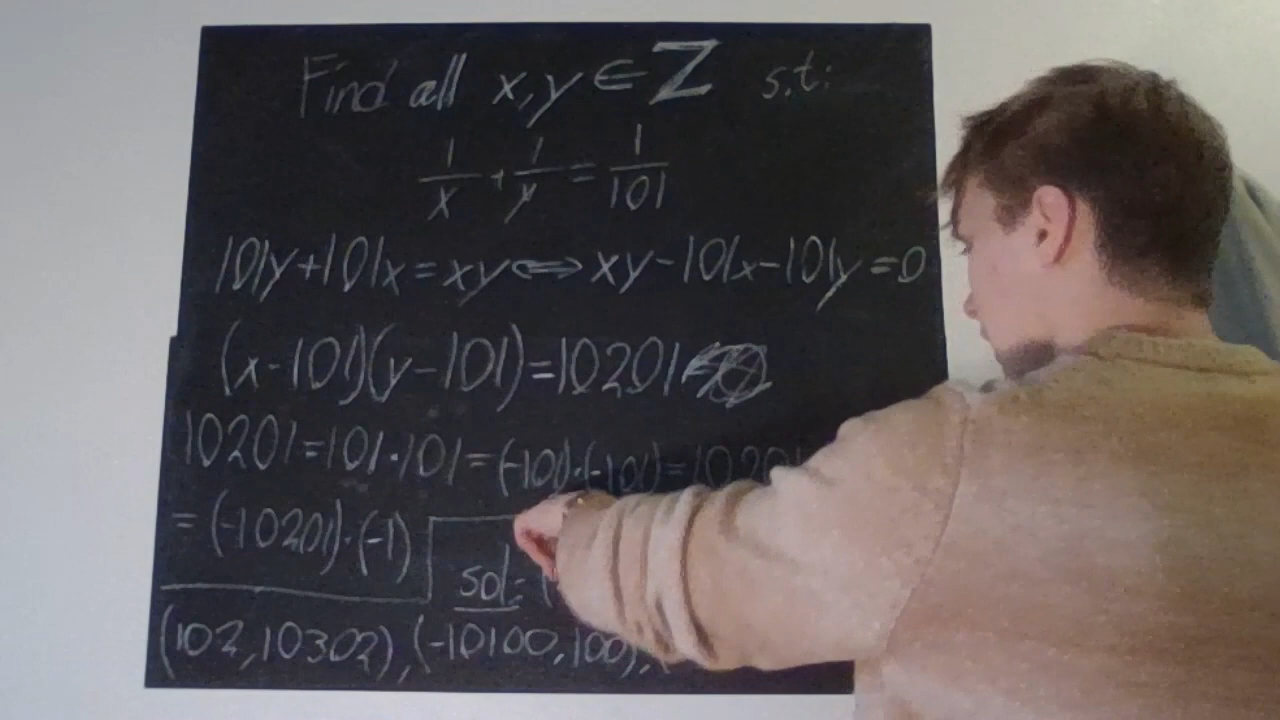 Find all x,y ∈ Z s.t:
1/x + 1/y = 1/101
101y+101x=xy⟺xy-101x-101y=0
(x-101)(y-101)=10201
10201=101·101=(-101)·(-101)=10201
=(-10201)·(-1)
sol:
(102,10302),(-10100,100),